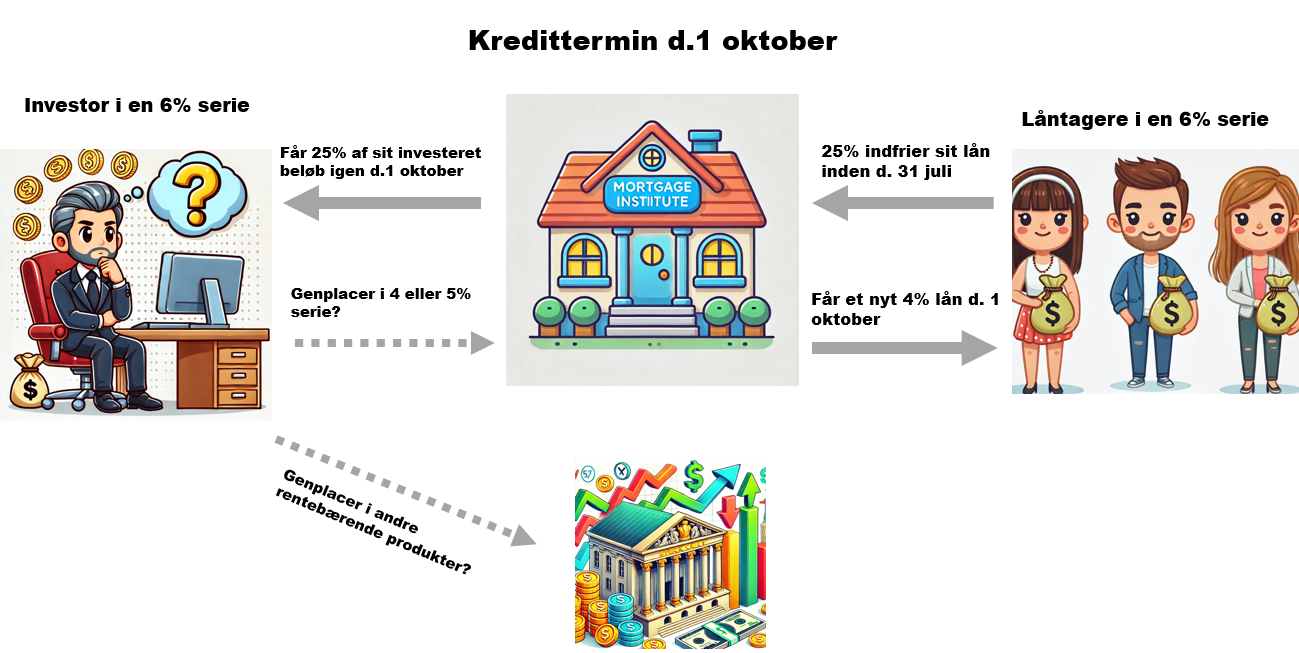 Kredittermin d.1 oktober
Investor i en 6% serie
Låntagere i en 6% serie
Får 25% af sit investeret
beløb igen d.1 oktober
25% indfrier sit lån
inden d. 31 juli
MORTGAGE
INSTITUTE
Genplacer i 4 eller 5%
serie?
Får et nyt 4% lån d. 1
oktober
Genplacer i andre
rentebærende produkter?